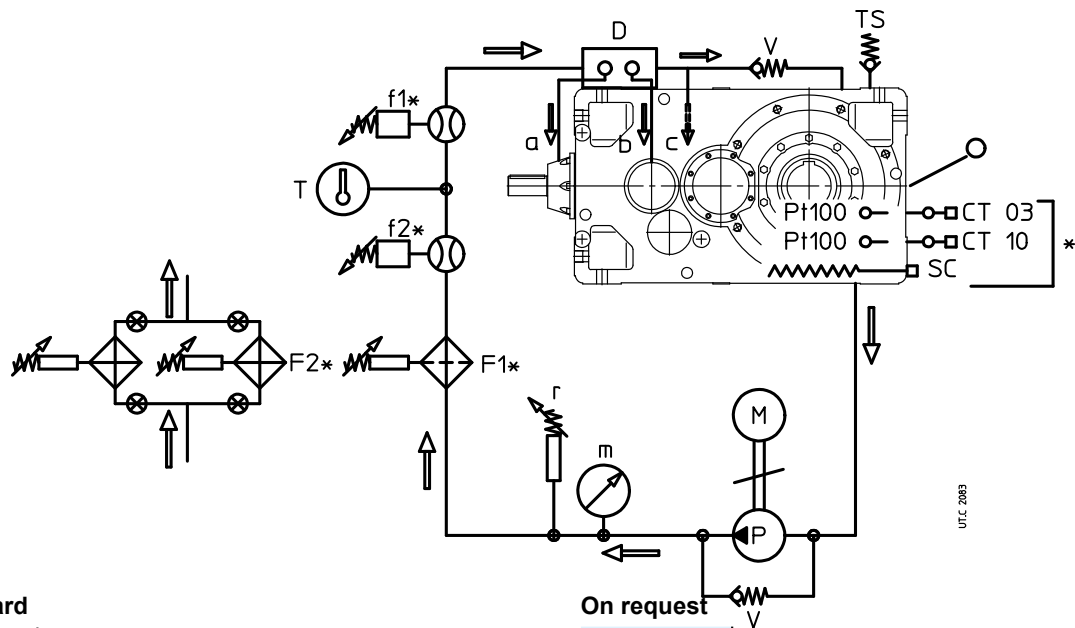 TS
D
V
f1*
a
b
c
T
Pt100
CT 03
f2*
Pt100
CT 10
*
SC
F2*
F1*
r
M
m
P
UT.C 2083
On request
V